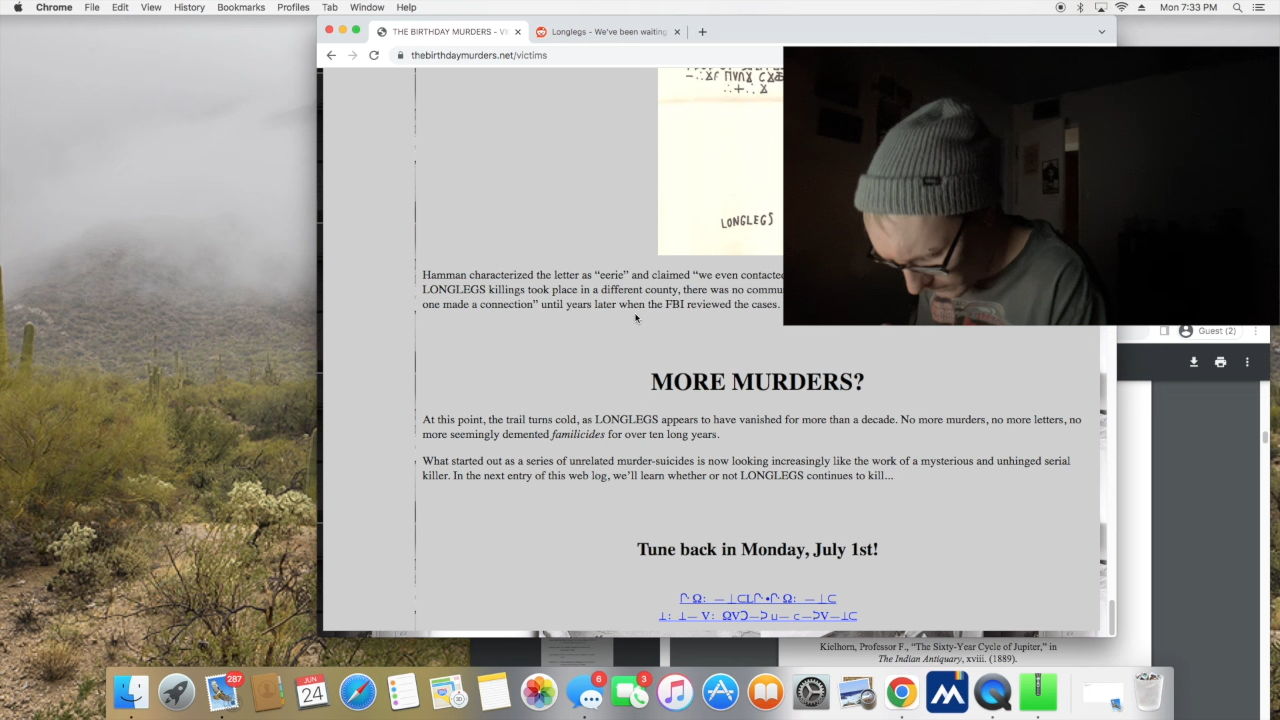 Chrome File Edit View History Bookmarks Profiles Tab Window Help Mon 7:33 PM
THE BIRTHDAY MURDERS - Longlegs - We've been waiting
thebirthdaymurders.net/victims
LONGLEGS
Hamman characterized the letter as “eerie” and claimed “we even contacted
LONGLEGS killings took place in a different county, there was no
one made a connection” until years later when the FBI reviewed the cases.
Guest (2)
MORE MURDERS?
At this point, the trail turns cold, as LONGLEGS appears to have vanished for more than a decade. No more murders, no more letters, no
more seemingly demented familicides for over ten long years.
What started out as a series of unrelated murder-suicides is now looking increasingly like the work of a mysterious and unhinged serial
killer. In the next entry of this web log, we’ll learn whether or not LONGLEGS continues to kill...
Tune back in Monday, July 1st!
Kielhorn, Professor F., “The Sixty-Year Cycle of Jupiter,” in
The Indian Antiquary, xviii. (1889).
287
JUN
24
6
3